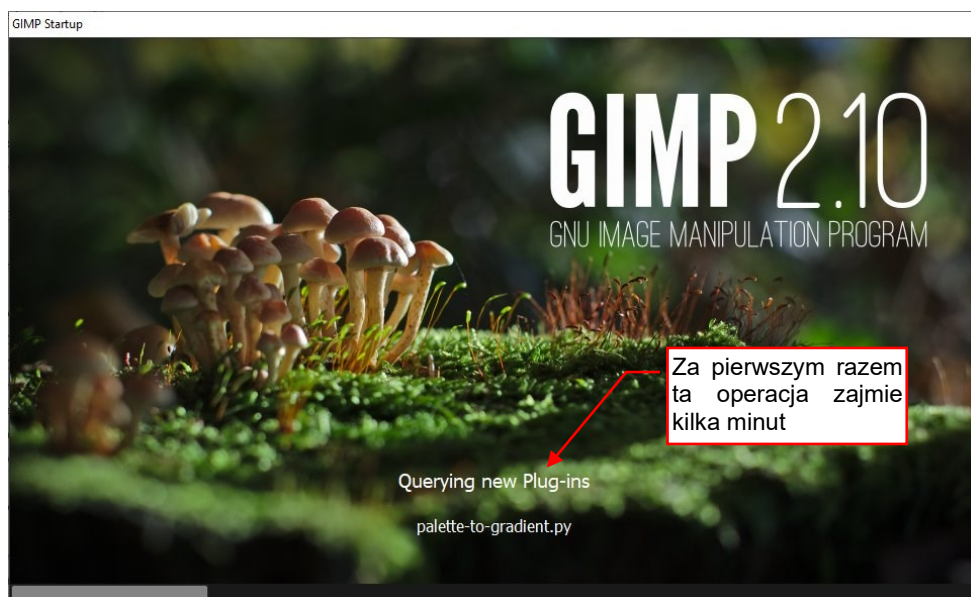 GIMP Startup
GIMP 2.10
GNU IMAGE MANIPULATION PROGRAM
Za pierwszym razem
ta operacja zajmie
kilka minut
Querying new Plug-ins
palette-to-gradient.py